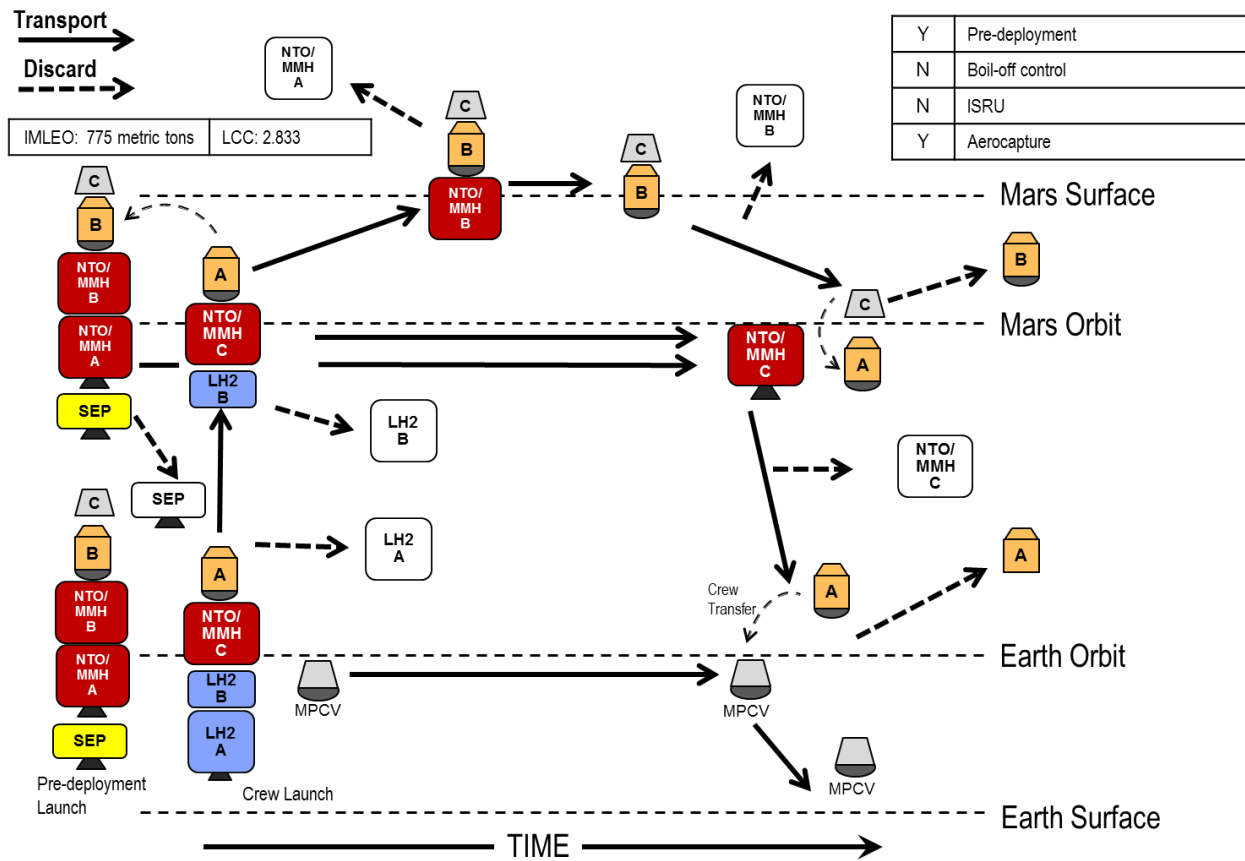 Transport
Discard
IMLEO: 775 metric tons
LCC: 2.833
Y
Pre-deployment
N
Boil-off control
N
ISRU
Y
Aerocapture
NTO/
MMH
A
C
B
NTO/
MMH
B
C
B
NTO/
MMH
B
Mars Surface
C
B
NTO/
MMH
B
NTO/
MMH
A
SEP
A
NTO/
MMH
C
LH2
B
B
C
A
Mars Orbit
NTO/
MMH
C
LH2
B
NTO/
MMH
C
SEP
LH2
A
C
B
NTO/
MMH
B
NTO/
MMH
A
SEP
Pre-deployment
Launch
A
NTO/
MMH
C
LH2
B
LH2
A
Crew Launch
MPCV
Crew
Transfer
A
A
Earth Orbit
MPCV
MPCV
Earth Surface
TIME